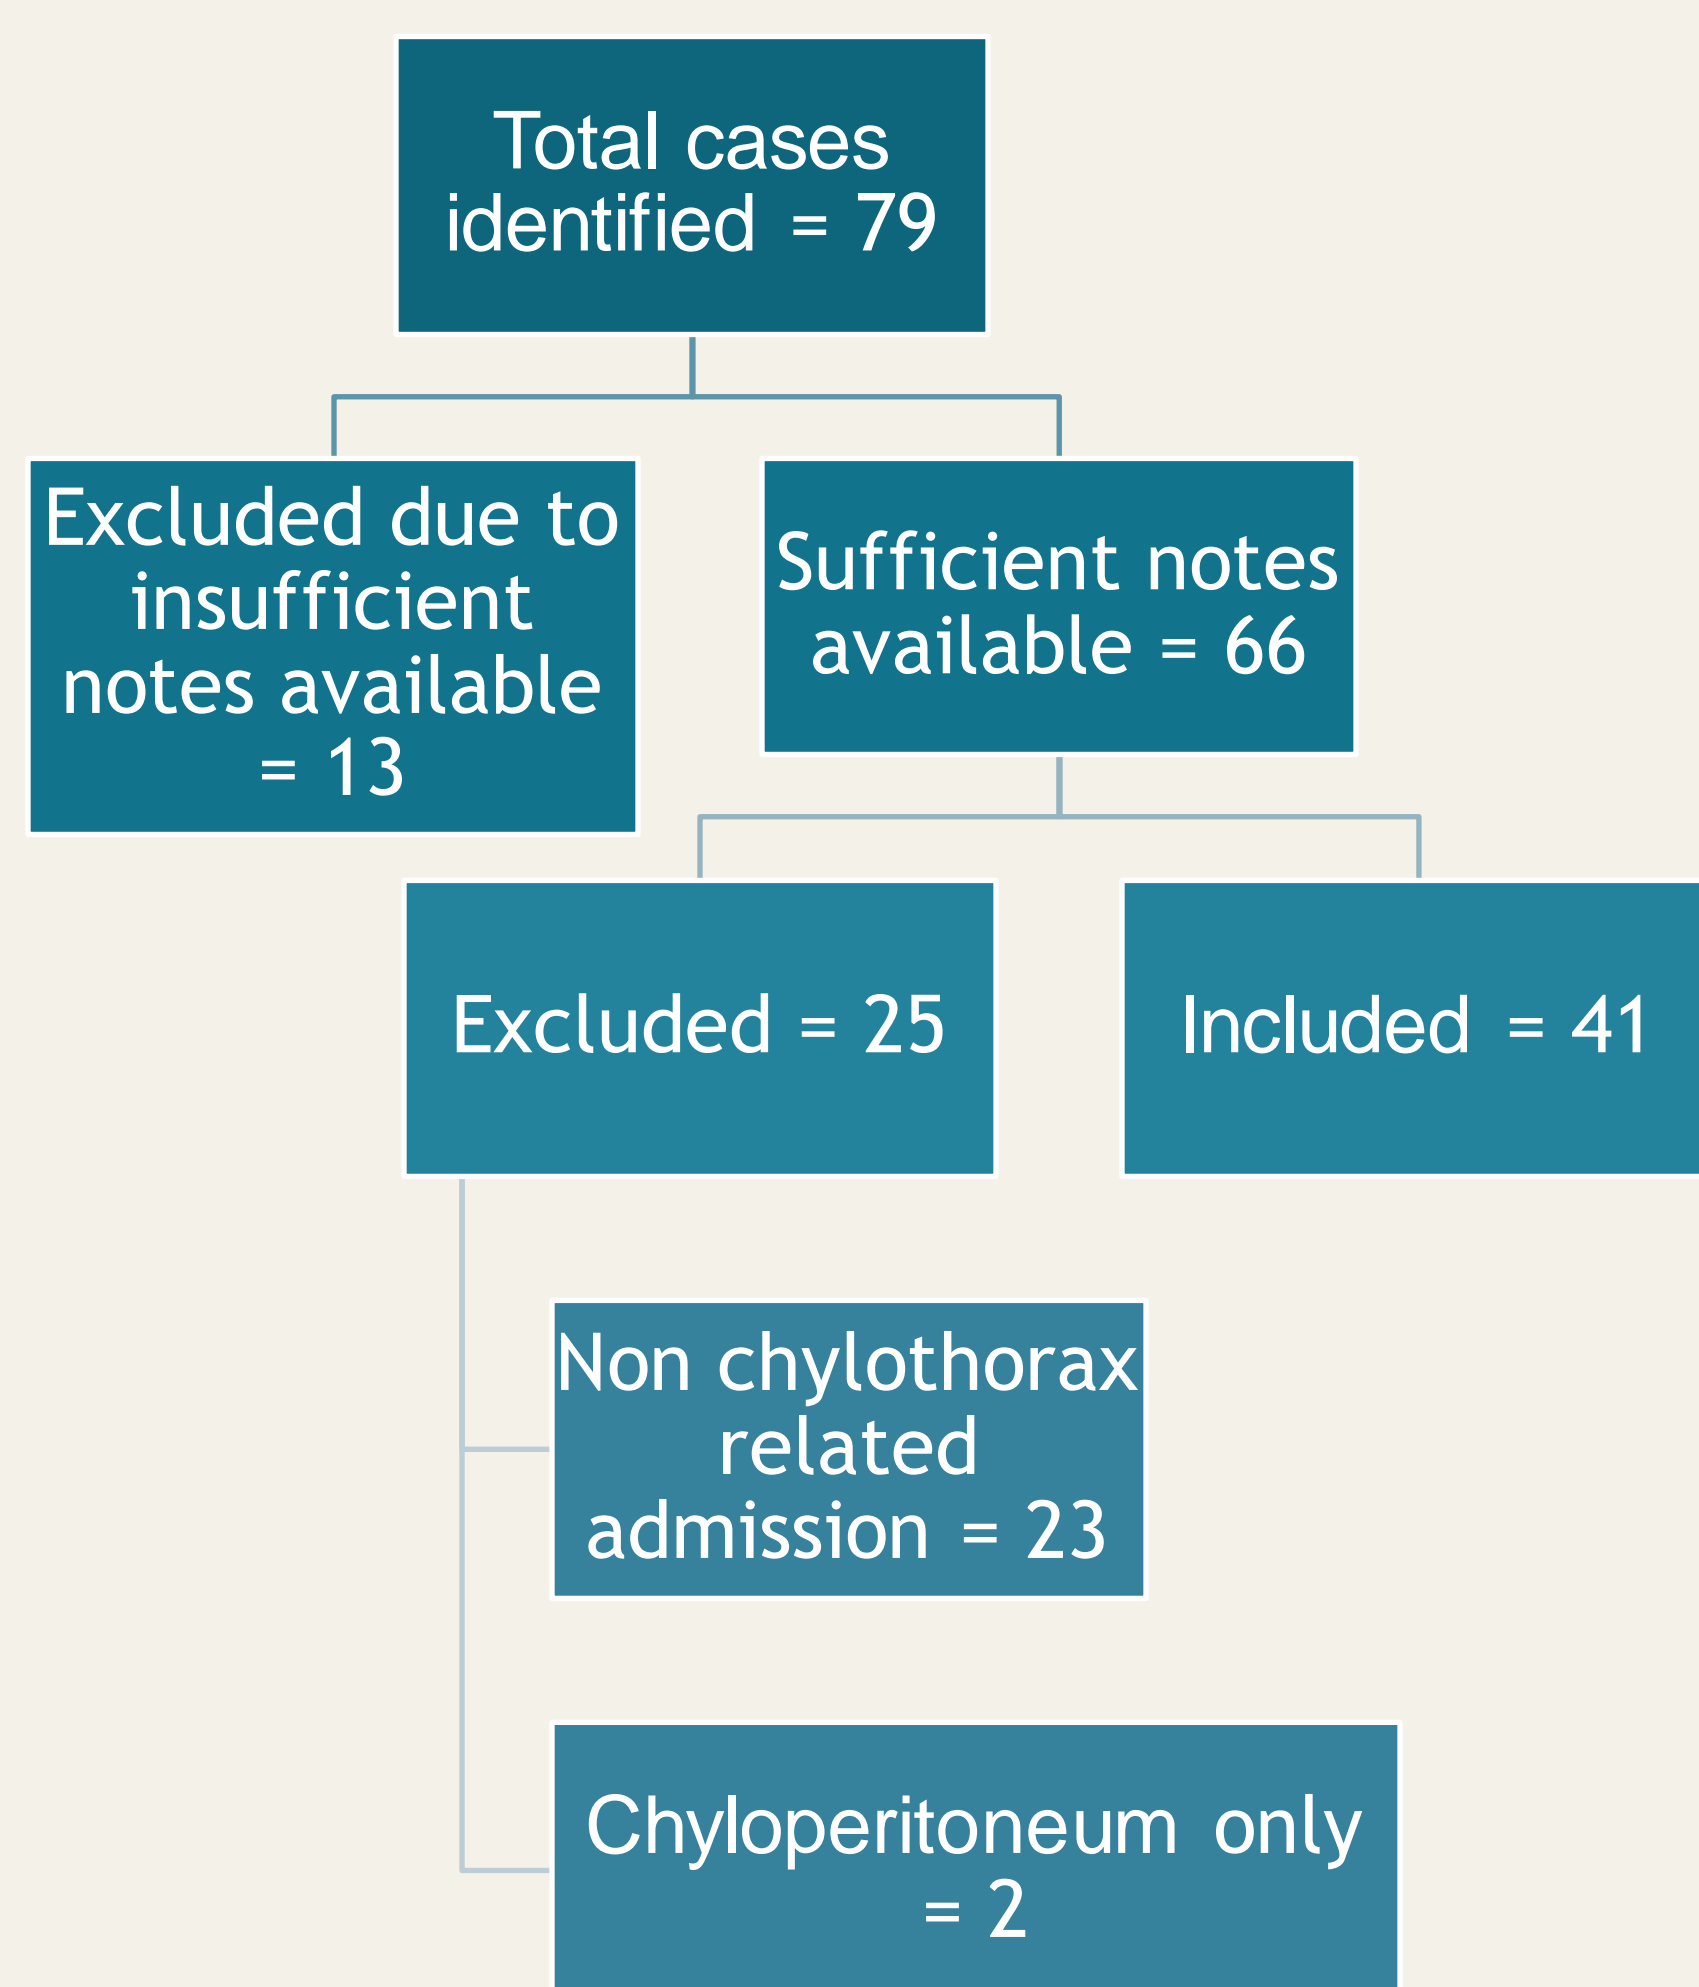 Total cases
identified = 79
Excluded due to
insufficient
notes available
= 13
Sufficient notes
available = 66
Excluded = 25
Included = 41
Non chylothorax
related
admission = 23
Chyloperitoneum only
= 2